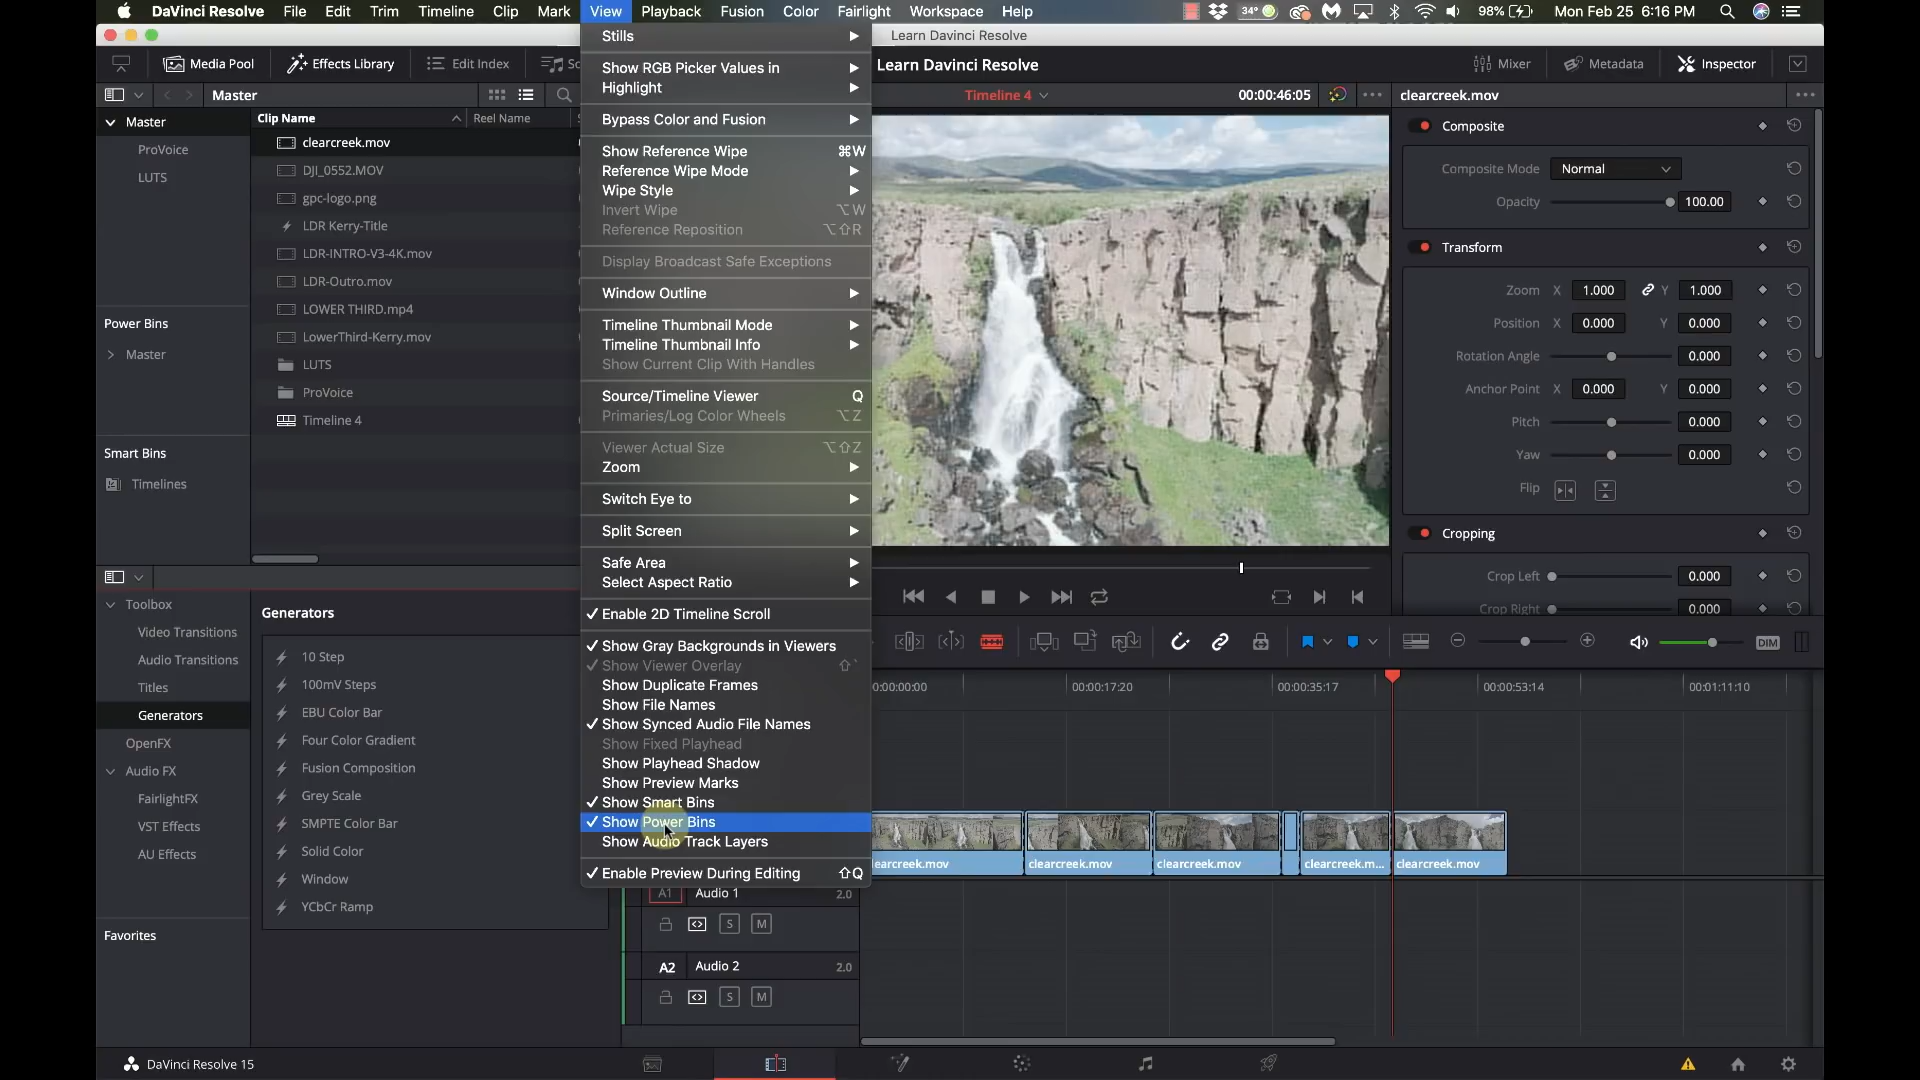 DaVinci Resolve File Edit Trim Timeline Clip Mark View Playback Fusion Color Fairlight Workspace Help 34° 98% Mon Feb 25 6:16 PM
Learn Davinci Resolve
Media Pool Effects Library Edit Index So Learn Davinci Resolve Mixer Metadata Inspector
Master Timeline 4 00:00:46:05 clearcreek.mov
Master
ProVoice
LUTS
Power Bins
Master
Smart Bins
Timelines
Clip Name Reel Name
clearcreek.mov
DJI_0552.MOV
gpc-logo.png
LDR Kerry-Title
LDR-INTRO-V3-4K.mov
LDR-Outro.mov
LOWER THIRD.mp4
LowerThird-Kerry.mov
LUTS
ProVoice
Timeline 4
Stills
Show RGB Picker Values in
Highlight
Bypass Color and Fusion
Show Reference Wipe ⌘W
Reference Wipe Mode
Wipe Style
Invert Wipe ⌥W
Reference Reposition ⌥⇧R
Display Broadcast Safe Exceptions
Window Outline
Timeline Thumbnail Mode
Timeline Thumbnail Info
Show Current Clip With Handles
Source/Timeline Viewer Q
Primaries/Log Color Wheels ⌥Z
Viewer Actual Size ⌥⇧Z
Zoom
Switch Eye to
Split Screen
Safe Area
Select Aspect Ratio
✓ Enable 2D Timeline Scroll
✓ Show Gray Backgrounds in Viewers
✓ Show Viewer Overlay ⇧`
Show Duplicate Frames
Show File Names
✓ Show Synced Audio File Names
Show Fixed Playhead
Show Playhead Shadow
Show Preview Marks
✓ Show Smart Bins
✓ Show Power Bins
Show Audio Track Layers
✓ Enable Preview During Editing ⇧Q
Composite
Composite Mode Normal
Opacity 100.00
Transform
Zoom X 1.000 Y 1.000
Position X 0.000 Y 0.000
Rotation Angle 0.000
Anchor Point X 0.000 Y 0.000
Pitch 0.000
Yaw 0.000
Flip
Cropping
Crop Left 0.000
Crop Right 0.000
Toolbox
Video Transitions
Audio Transitions
Titles
Generators
OpenFX
Audio FX
FairlightFX
VST Effects
AU Effects
Favorites
Generators
10 Step
100mV Steps
EBU Color Bar
Four Color Gradient
Fusion Composition
Grey Scale
SMPTE Color Bar
Solid Color
Window
YCbCr Ramp
DIM
0:00:00:00 00:00:17:20 00:00:35:17 00:00:53:14 00:01:11:10
learcreek.mov clearcreek.mov clearcreek.mov clearcreek.m... clearcreek.mov
A1 Audio 1 2.0
S M
A2 Audio 2 2.0
S M
DaVinci Resolve 15